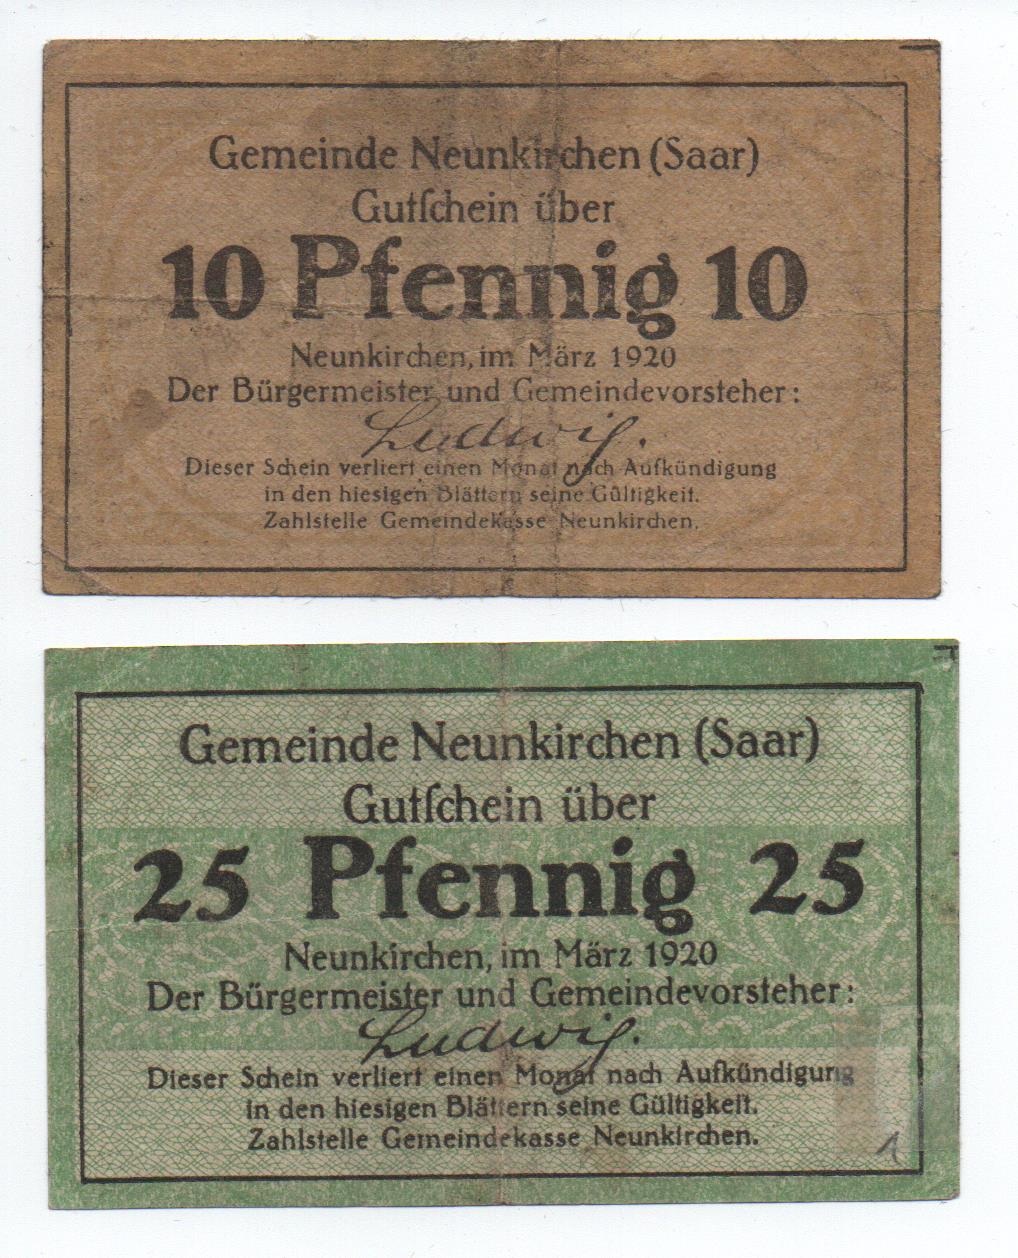 Gemeinde Neunkirchen (Saar)
Gutſchein über
10 Pfennig 10
Neunkirchen, im März 1920
Der Bürgermeister und Gemeindevorsteher:
Ludwig.
Dieser Schein verliert einen Monat nach Aufkündigung
in den hiesigen Blättern seine Gültigkeit.
Zahlstelle Gemeindekasse Neunkirchen.
Gemeinde Neunkirchen (Saar)
Gutſchein über
25 Pfennig 25
Neunkirchen, im März 1920
Der Bürgermeister und Gemeindevorsteher:
Ludwig.
Dieser Schein verliert einen Monat nach Aufkündigung
in den hiesigen Blättern seine Gültigkeit.
Zahlstelle Gemeindekasse Neunkirchen.
1